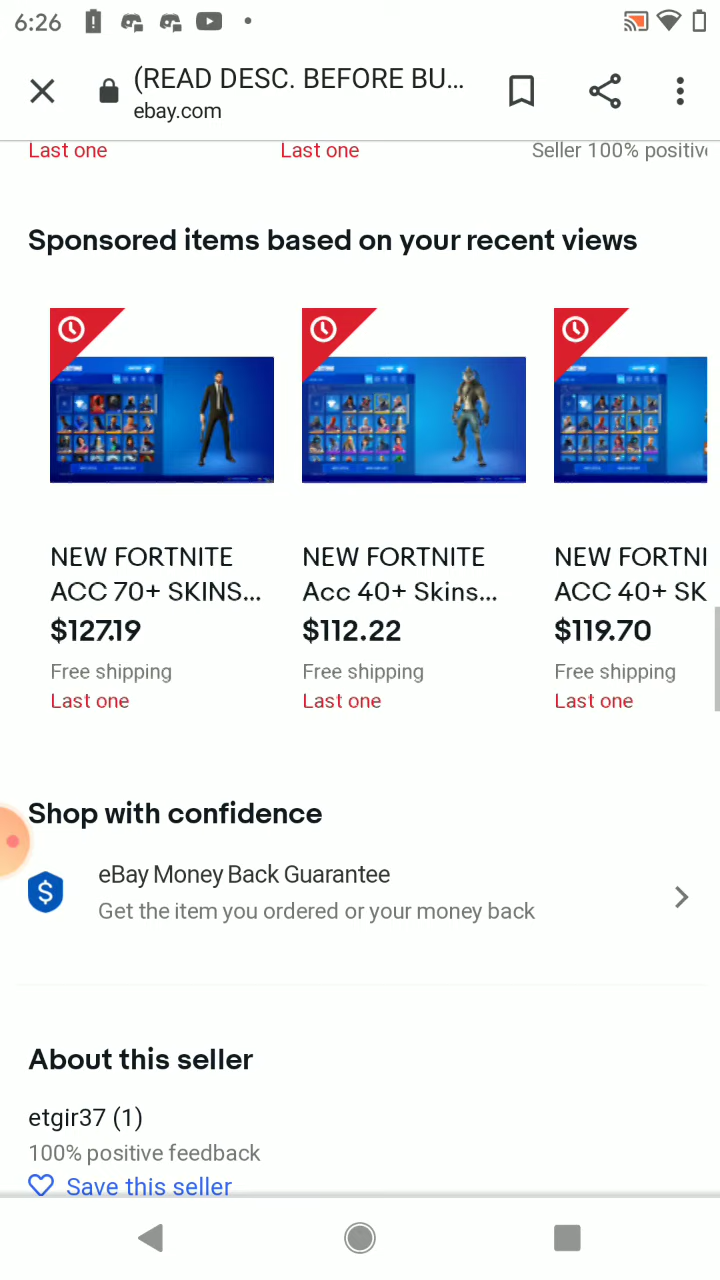 6:26
(READ DESC. BEFORE BU...
ebay.com
Last one
Last one
Seller 100% positiv
Sponsored items based on your recent views
NEW FORTNITE
ACC 70+ SKINS...
$127.19
Free shipping
Last one
NEW FORTNITE
Acc 40+ Skins...
$112.22
Free shipping
Last one
NEW FORTNI
ACC 40+ SK
$119.70
Free shipping
Last one
Shop with confidence
eBay Money Back Guarantee
Get the item you ordered or your money back
About this seller
etgir37 (1)
100% positive feedback
Save this seller